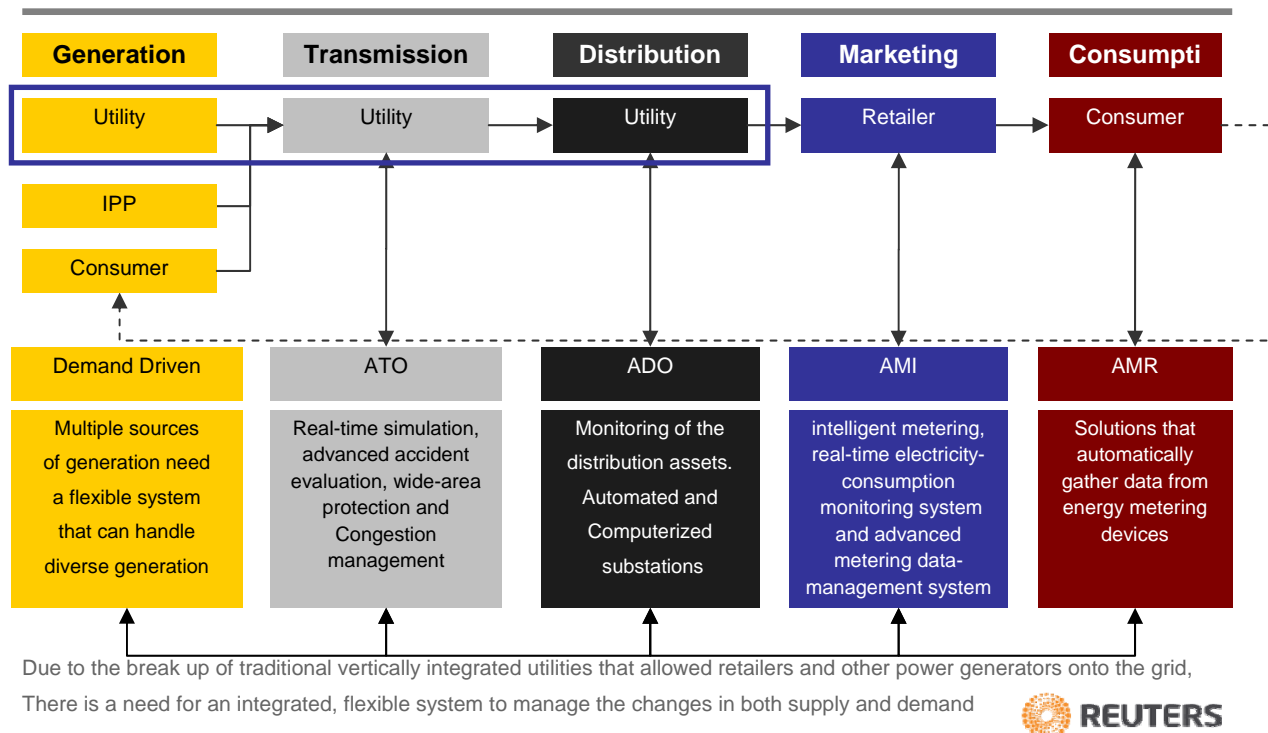 Generation
Transmission
Distribution
Marketing
Consumpti
Utility
Utility
Utility
Retailer
Consumer
IPP
Consumer
Demand Driven
ATO
ADO
AMI
AMR
Multiple sources
of generation need
a flexible system
that can handle
diverse generation
Real-time simulation,
advanced accident
evaluation, wide-area
protection and
Congestion
management
Monitoring of the
distribution assets.
Automated and
Computerized
substations
intelligent metering,
real-time electricity-
consumption
monitoring system
and advanced
metering data-
management system
Solutions that
automatically
gather data from
energy metering
devices
Due to the break up of traditional vertically integrated utilities that allowed retailers and other power generators onto the grid,
There is a need for an integrated, flexible system to manage the changes in both supply and demand
REUTERS